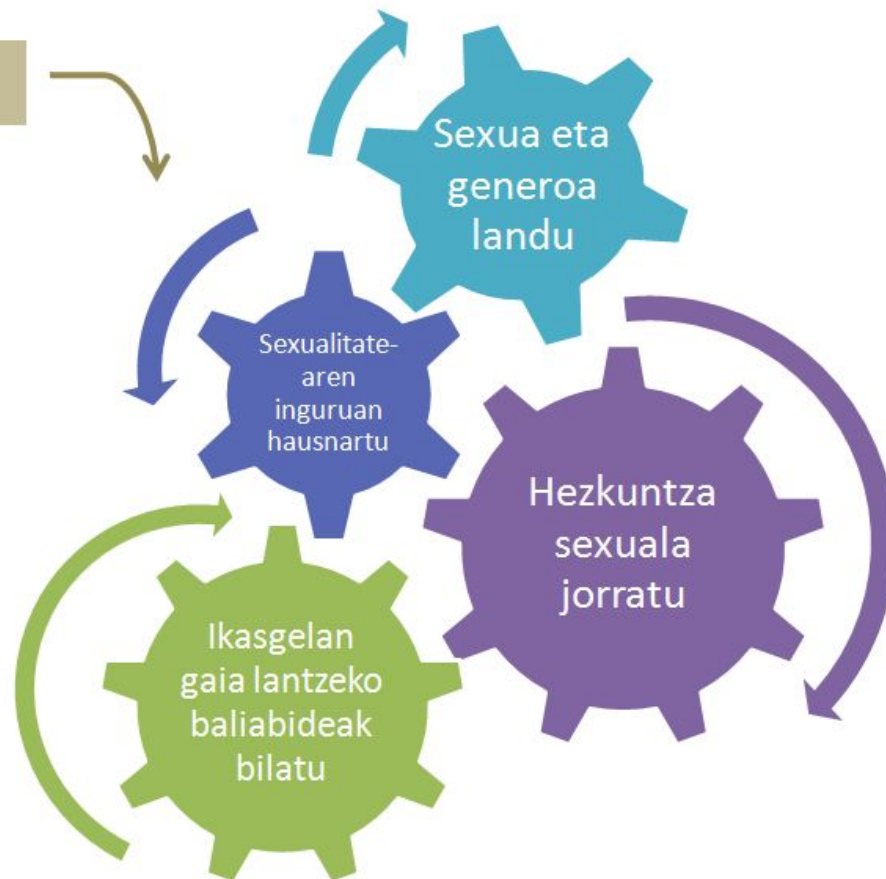 Sexua eta
generoa
landu
Sexualitate-
aren
inguruan
hausnartu
Hezkuntza
sexuala
jorratu
Ikasgelan
gaia lantzeko
baliabideak
bilatu